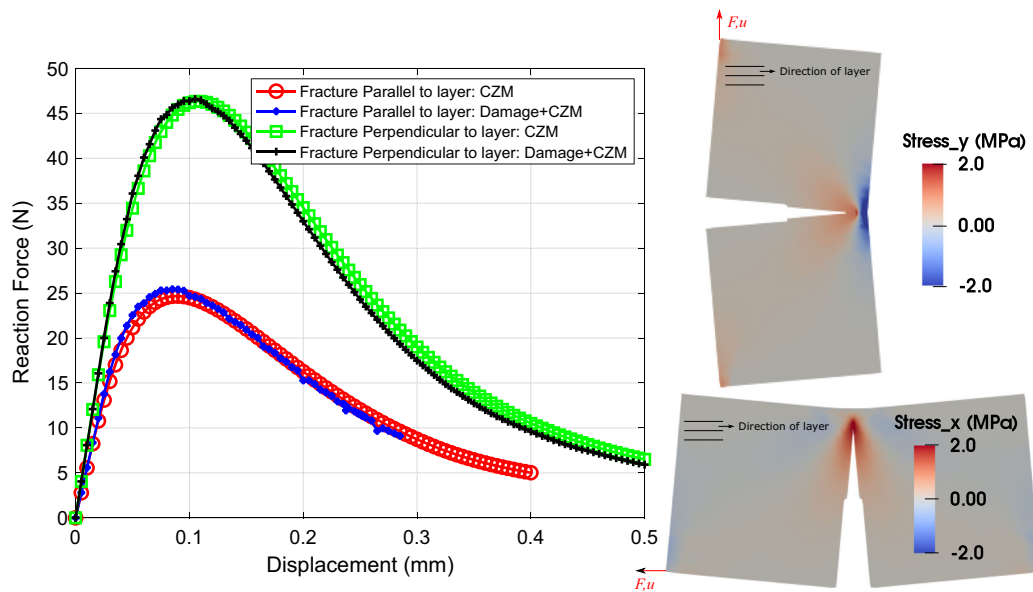 50
45
40
35
30
25
20
15
10
5
0
Reaction Force (N)
0 0.1 0.2 0.3 0.4 0.5
Displacement (mm)
Fracture Parallel to layer: CZM
Fracture Parallel to layer: Damage+CZM
Fracture Perpendicular to layer: CZM
Fracture Perpendicular to layer: Damage+CZM
F,u
Direction of layer
Stress_y (MPa)
2.0
0.00
-2.0
Direction of layer
Stress_x (MPa)
2.0
0.00
-2.0
F,u